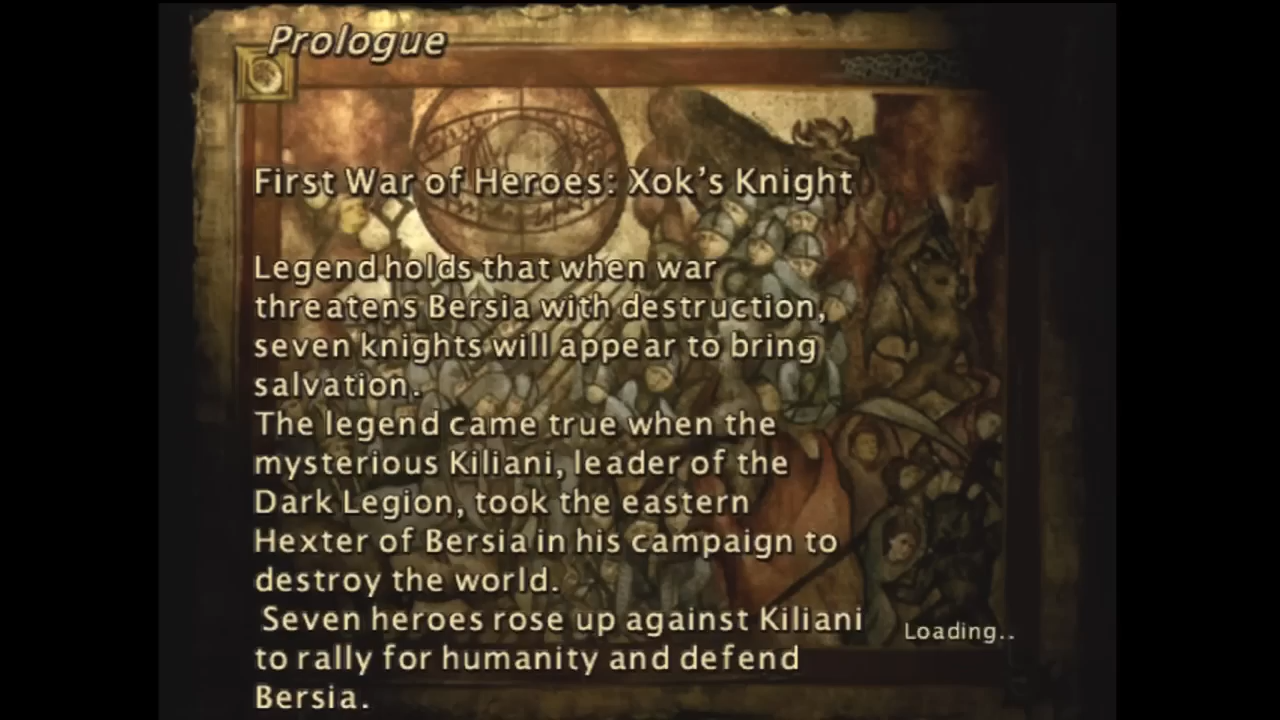 Prologue
First War of Heroes: Xok's Knight
Legend holds that when war
threatens Bersia with destruction,
seven knights will appear to bring
salvation.
The legend came true when the
mysterious Kiliani, leader of the
Dark Legion, took the eastern
Hexter of Bersia in his campaign to
destroy the world.
Seven heroes rose up against Kiliani
to rally for humanity and defend
Bersia.
Loading..